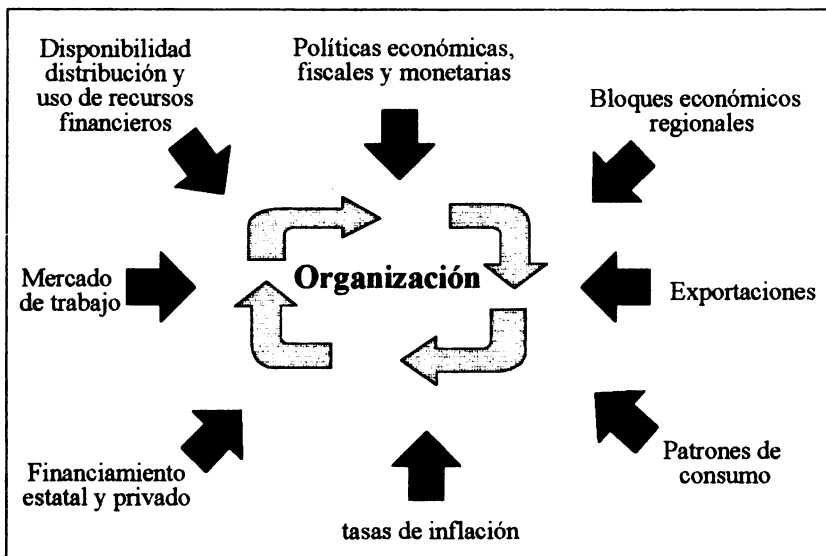 Disponibilidad
distribución y
uso de recursos
financieros
Políticas económicas,
fiscales y monetarias
Bloques económicos
regionales
Mercado
de trabajo
Organización
Exportaciones
Financiamiento
estatal y privado
tasas de inflación
Patrones de
consumo